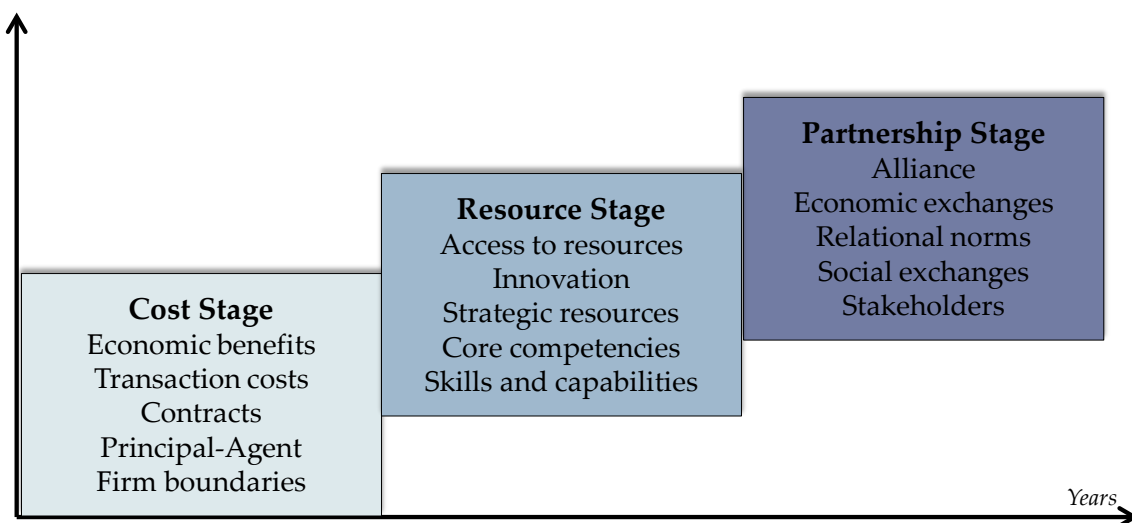 Cost Stage
Economic benefits
Transaction costs
Contracts
Principal-Agent
Firm boundaries
Resource Stage
Access to resources
Innovation
Strategic resources
Core competencies
Skills and capabilities
Partnership Stage
Alliance
Economic exchanges
Relational norms
Social exchanges
Stakeholders
Years